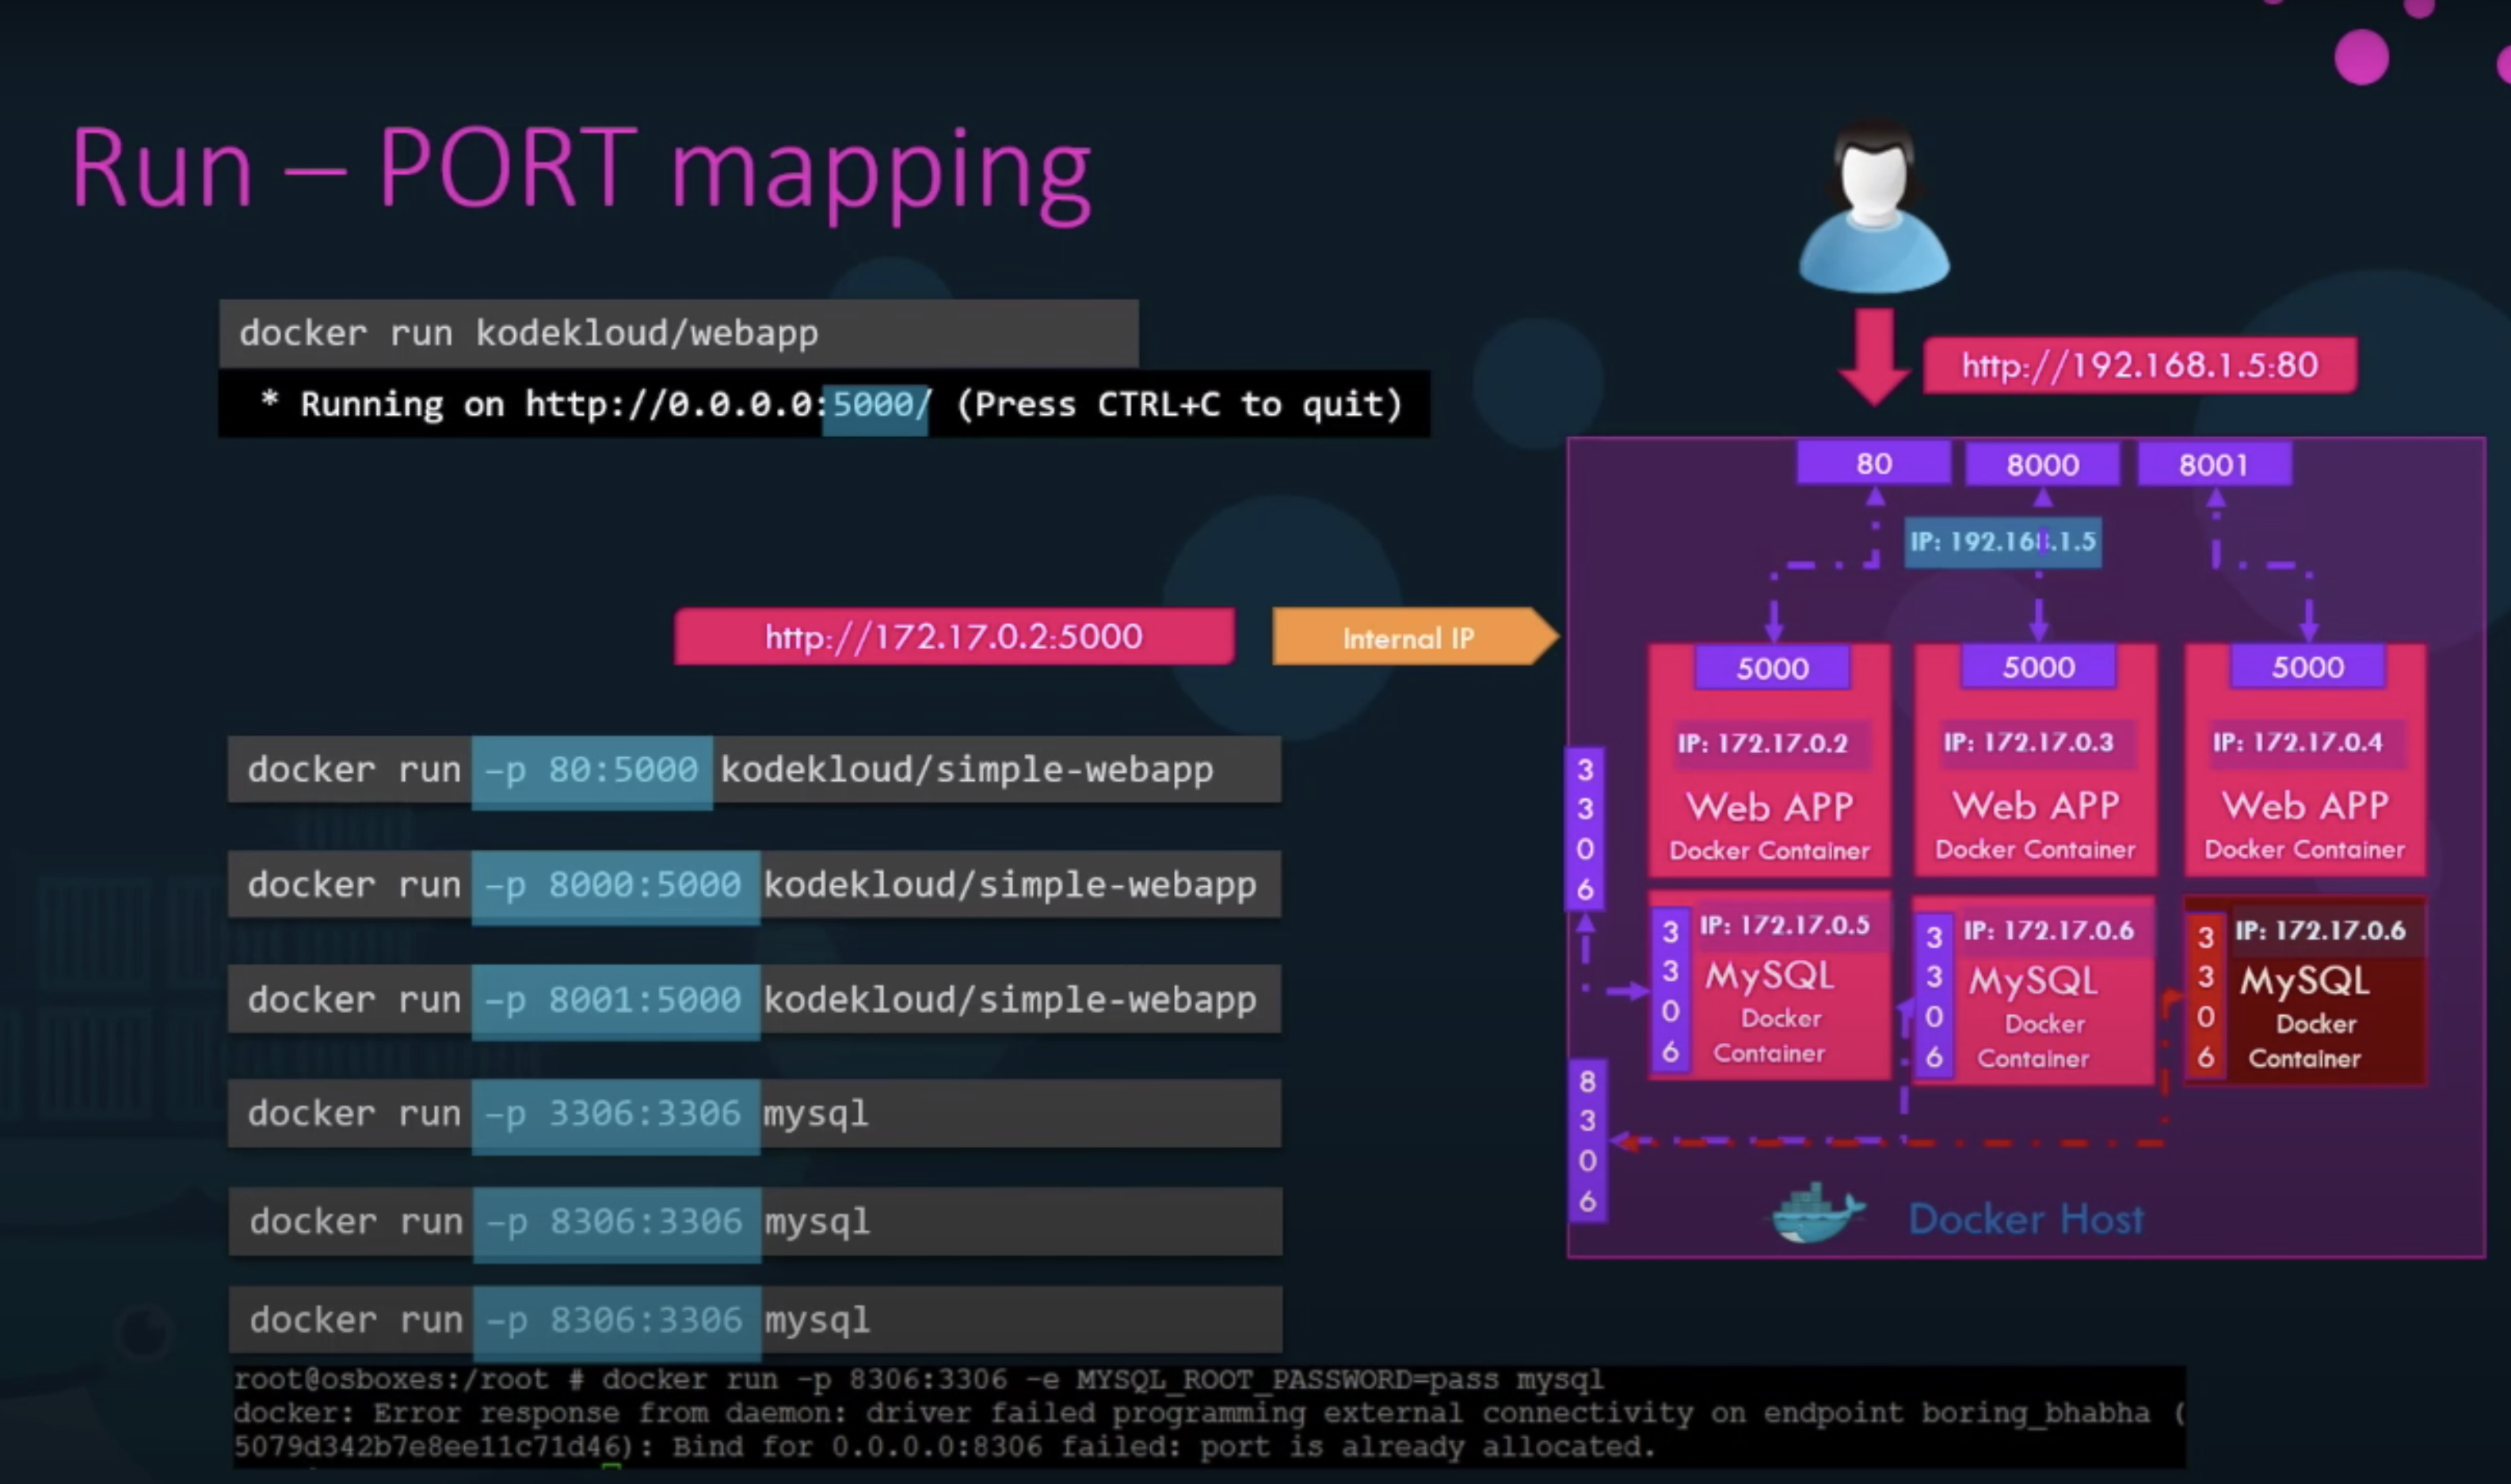 Run – PORT mapping
docker run kodekloud/webapp
* Running on http://0.0.0.0:5000/ (Press CTRL+C to quit)
http://172.17.0.2:5000
Internal IP
docker run -p 80:5000 kodekloud/simple-webapp
docker run -p 8000:5000 kodekloud/simple-webapp
docker run -p 8001:5000 kodekloud/simple-webapp
docker run -p 3306:3306 mysql
docker run -p 8306:3306 mysql
docker run -p 8306:3306 mysql
root@osboxes:/root # docker run -p 8306:3306 -e MYSQL_ROOT_PASSWORD=pass mysql
docker: Error response from daemon: driver failed programming external connectivity on endpoint boring_bhabha (
5079d342b7e8ee11c71d46): Bind for 0.0.0.0:8306 failed: port is already allocated.
http://192.168.1.5:80
80 8000 8001
IP: 192.168.1.5
5000 5000 5000
IP: 172.17.0.2 IP: 172.17.0.3 IP: 172.17.0.4
Web APP Web APP Web APP
Docker Container Docker Container Docker Container
3306
3306
IP: 172.17.0.5
MySQL
Docker
Container
3306
IP: 172.17.0.6
MySQL
Docker
Container
3306
IP: 172.17.0.6
MySQL
Docker
Container
8306
Docker Host